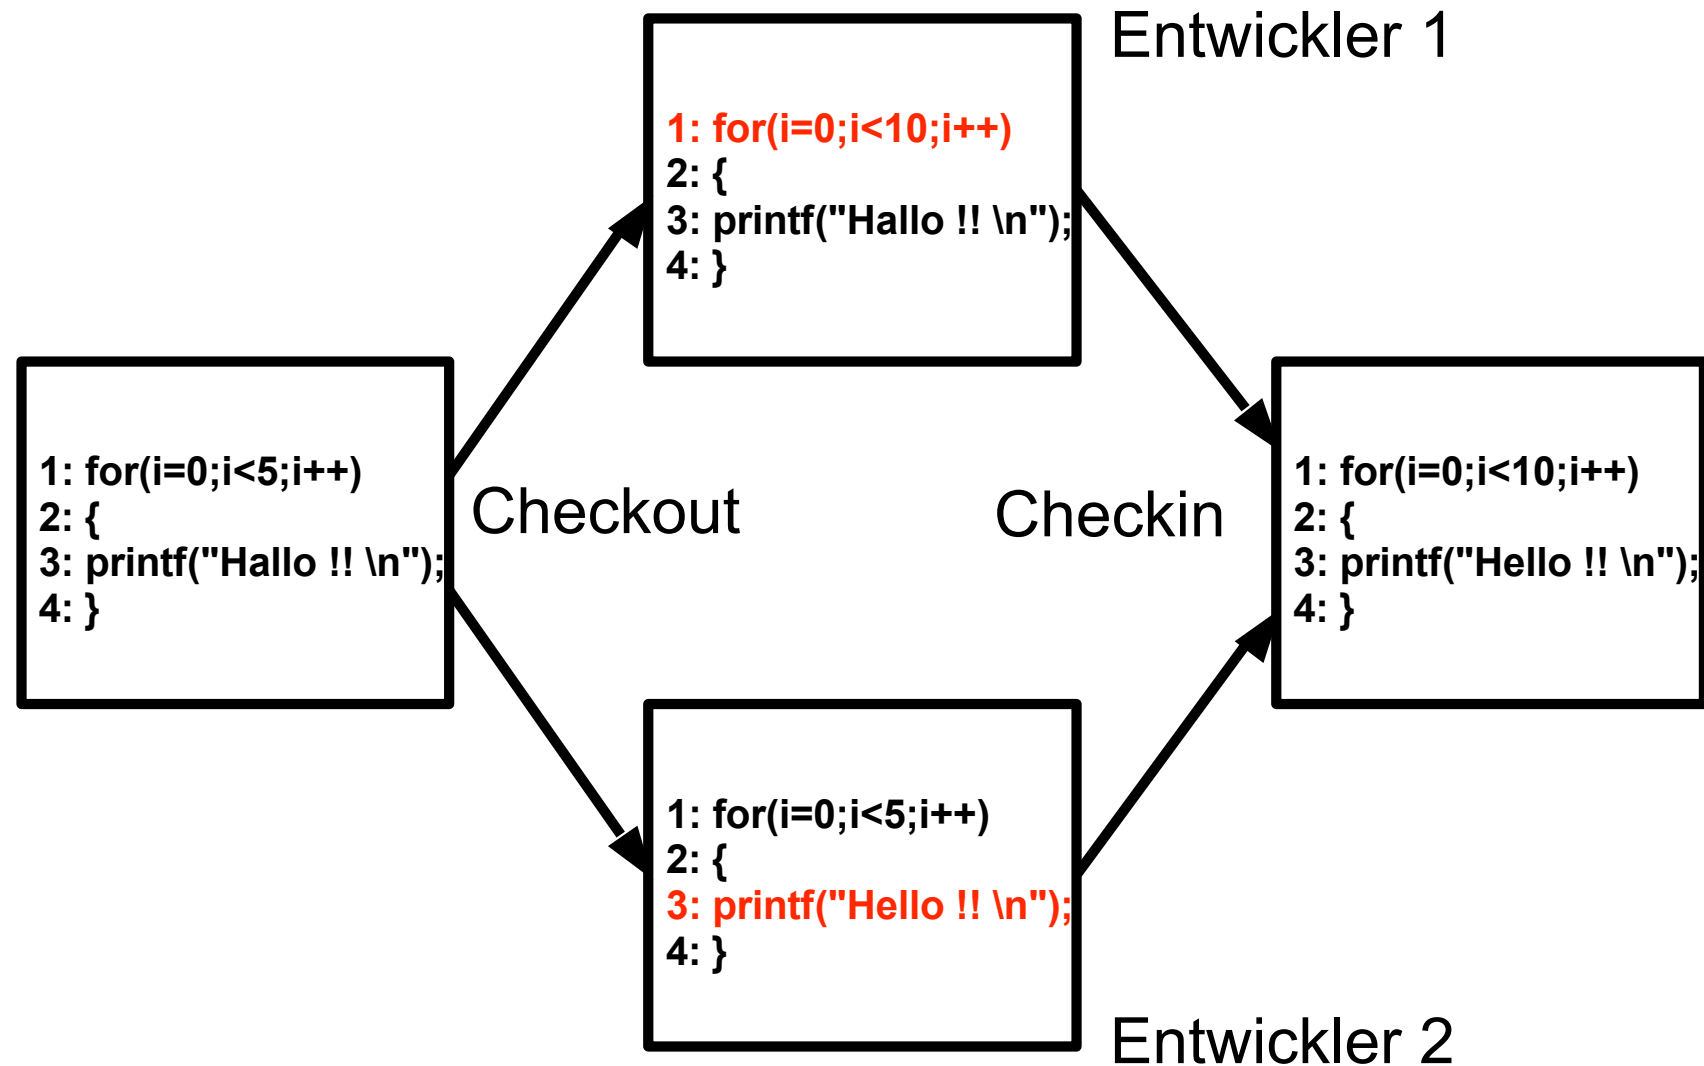 Entwickler 1
1: for(i=0;i<10;i++)
2: {
3: printf("Hallo !! \n");
4: }
1: for(i=0;i<5;i++)
2: {
3: printf("Hallo !! \n");
4: }
Checkout
Checkin
1: for(i=0;i<10;i++)
2: {
3: printf("Hello !! \n");
4: }
1: for(i=0;i<5;i++)
2: {
3: printf("Hello !! \n");
4: }
Entwickler 2